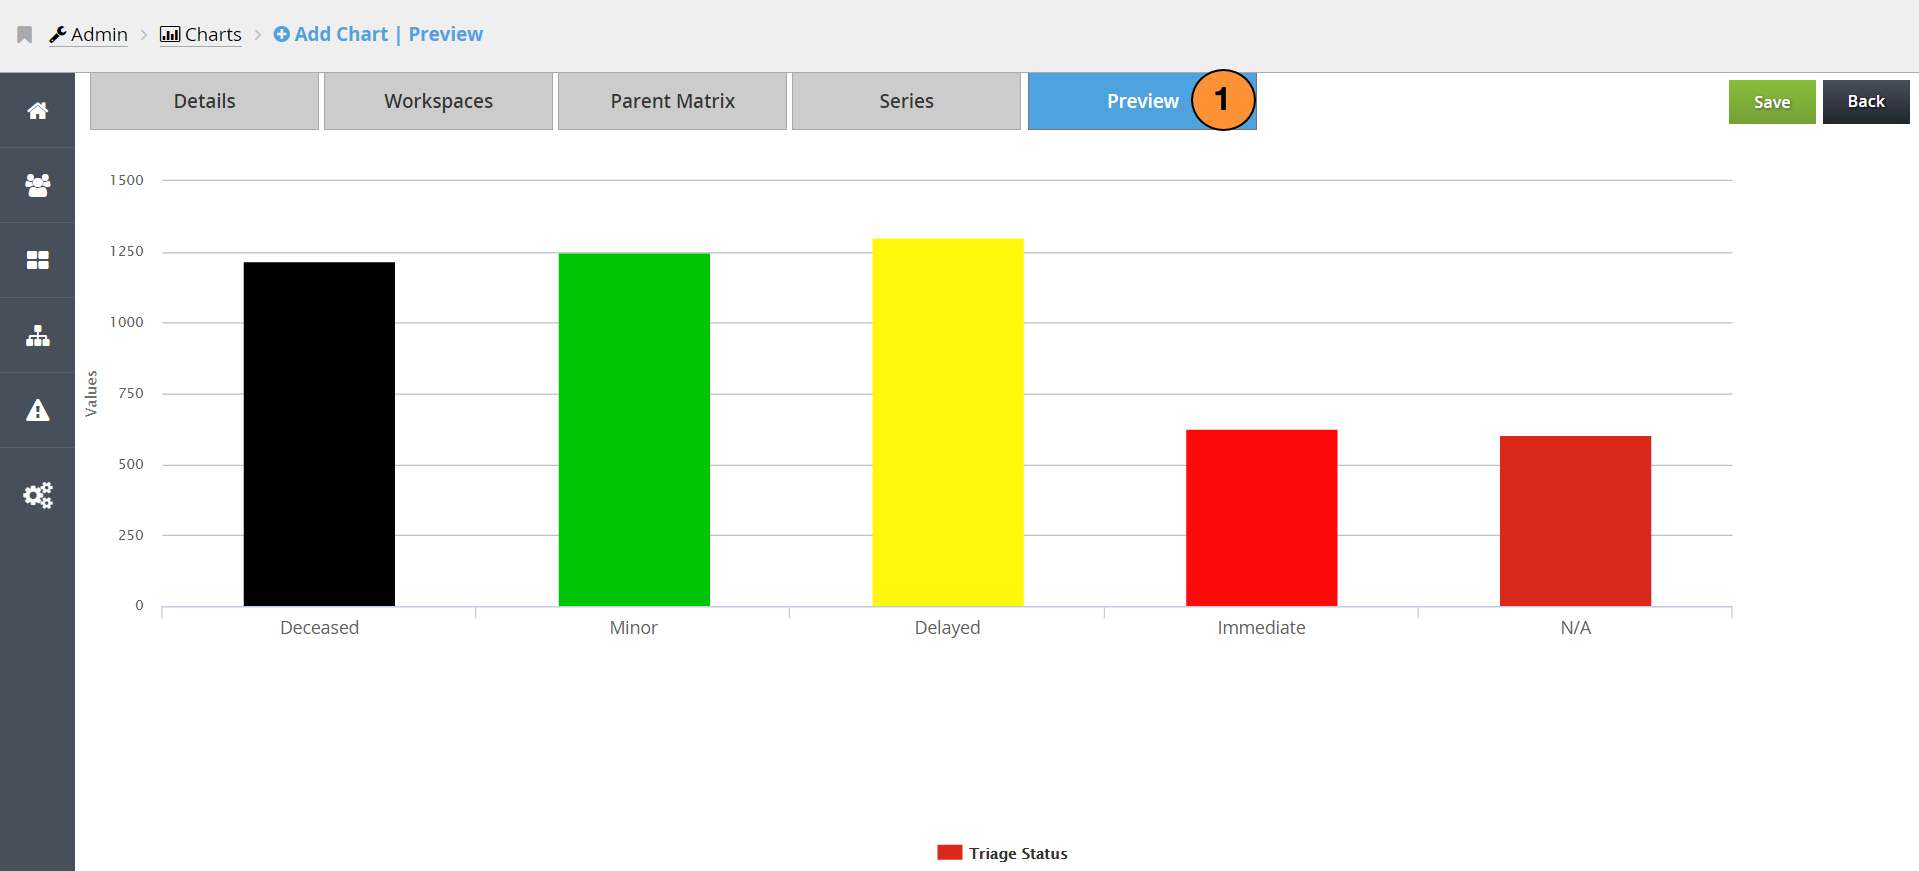 Admin > Charts > Add Chart | Preview
Details Workspaces Parent Matrix Series Preview 1 Save Back
1500
1250
1000
750
500
250
0
Values
Deceased Minor Delayed Immediate N/A
Triage Status